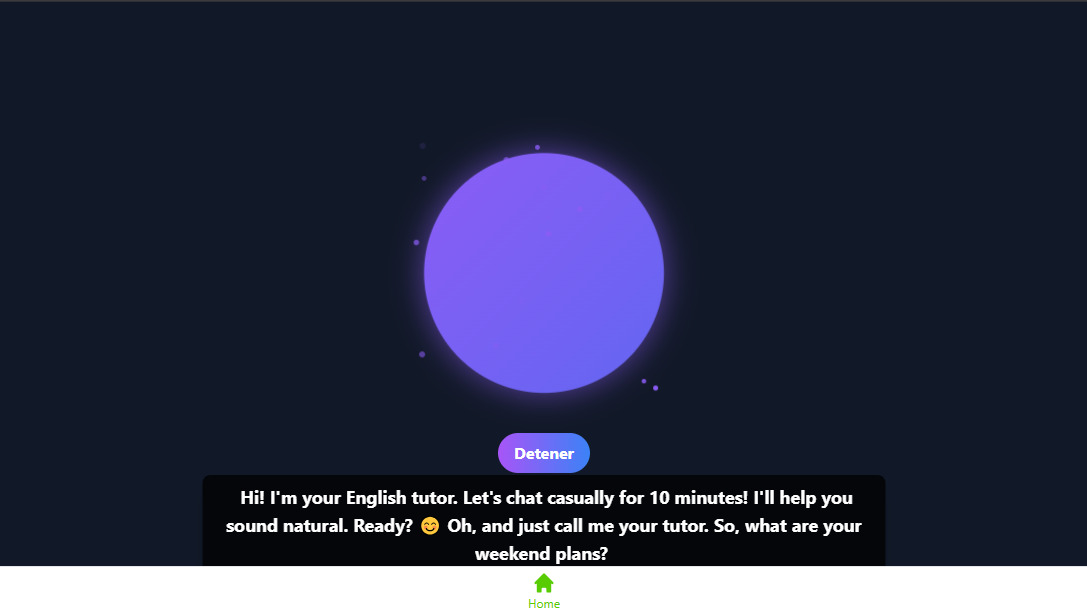 Detener
Hi! I'm your English tutor. Let's chat casually for 10 minutes! I'll help you
sound natural. Ready? 😊 Oh, and just call me your tutor. So, what are your
weekend plans?
Home